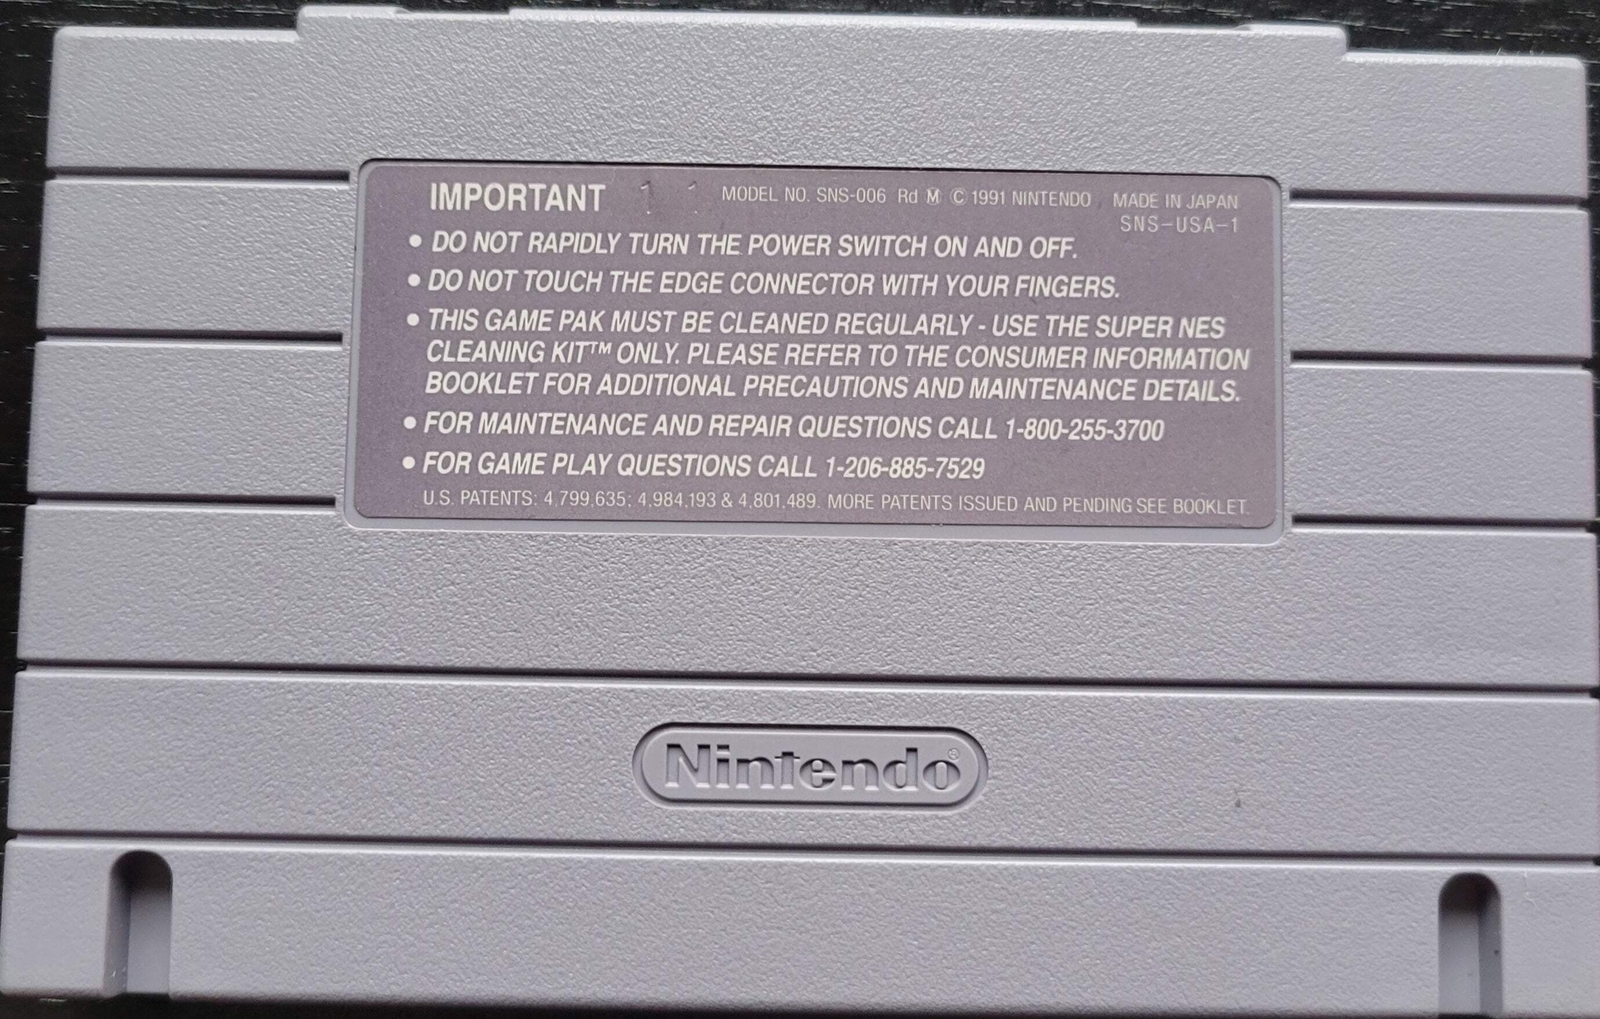 IMPORTANT 1 1 MODEL NO. SNS-006 Rd M © 1991 NINTENDO MADE IN JAPAN
SNS-USA-1
• DO NOT RAPIDLY TURN THE POWER SWITCH ON AND OFF.
• DO NOT TOUCH THE EDGE CONNECTOR WITH YOUR FINGERS.
• THIS GAME PAK MUST BE CLEANED REGULARLY - USE THE SUPER NES
CLEANING KIT™ ONLY. PLEASE REFER TO THE CONSUMER INFORMATION
BOOKLET FOR ADDITIONAL PRECAUTIONS AND MAINTENANCE DETAILS.
• FOR MAINTENANCE AND REPAIR QUESTIONS CALL 1-800-255-3700
• FOR GAME PLAY QUESTIONS CALL 1-206-885-7529
U.S. PATENTS: 4,799,635; 4,984,193 & 4,801,489. MORE PATENTS ISSUED AND PENDING SEE BOOKLET.
Nintendo®